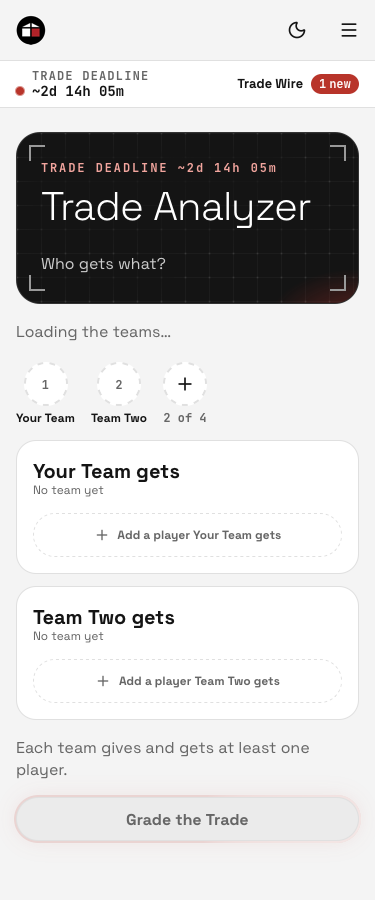 TRADE DEADLINE
~2d 14h 05m
Trade Wire
1 new
TRADE DEADLINE ~2d 14h 05m
Trade Analyzer
Who gets what?
Loading the teams…
1
2
Your Team
Team Two
2 of 4
Your Team gets
No team yet
Add a player Your Team gets
Team Two gets
No team yet
Add a player Team Two gets
Each team gives and gets at least one
player.
Grade the Trade